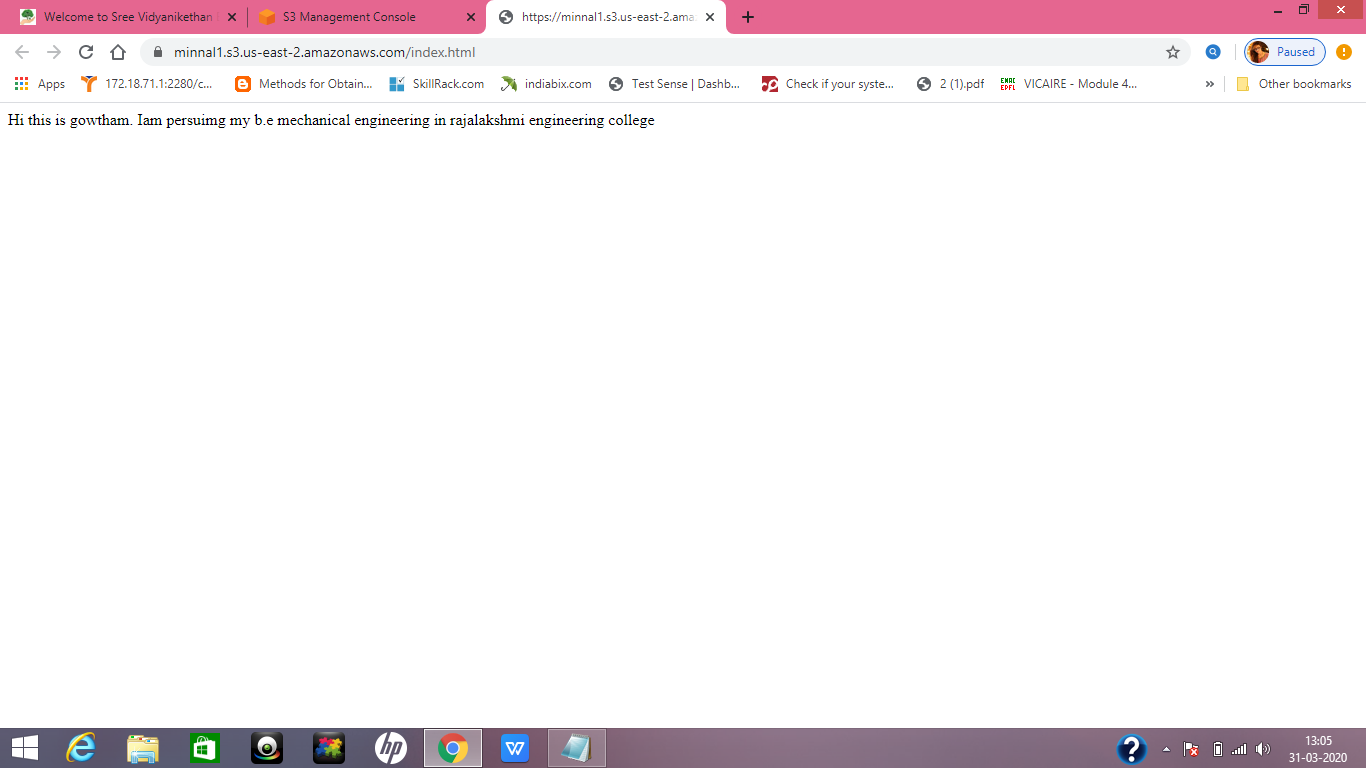 Welcome to Sree Vidyanikethan
S3 Management Console
https://minnal1.s3.us-east-2.ama
minnal1.s3.us-east-2.amazonaws.com/index.html
Paused
Apps
172.18.71.1:2280/c...
Methods for Obtain...
SkillRack.com
indiabix.com
Test Sense | Dashb...
Check if your syste...
2 (1).pdf
VICAIRE - Module 4...
»
Other bookmarks
Hi this is gowtham. Iam persuimg my b.e mechanical engineering in rajalakshmi engineering college
hp
W
?
13:05
31-03-2020